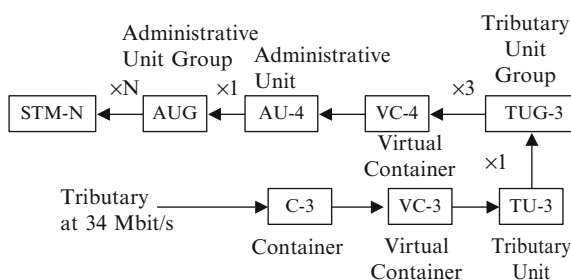 Administrative
Unit Group
Administrative
Unit
Tributary
Unit
Group
×N
×1
×3
STM-N
AUG
AU-4
VC-4
TUG-3
Virtual
Container
×1
Tributary
at 34 Mbit/s
C-3
VC-3
TU-3
Container
Virtual
Container
Tributary
Unit